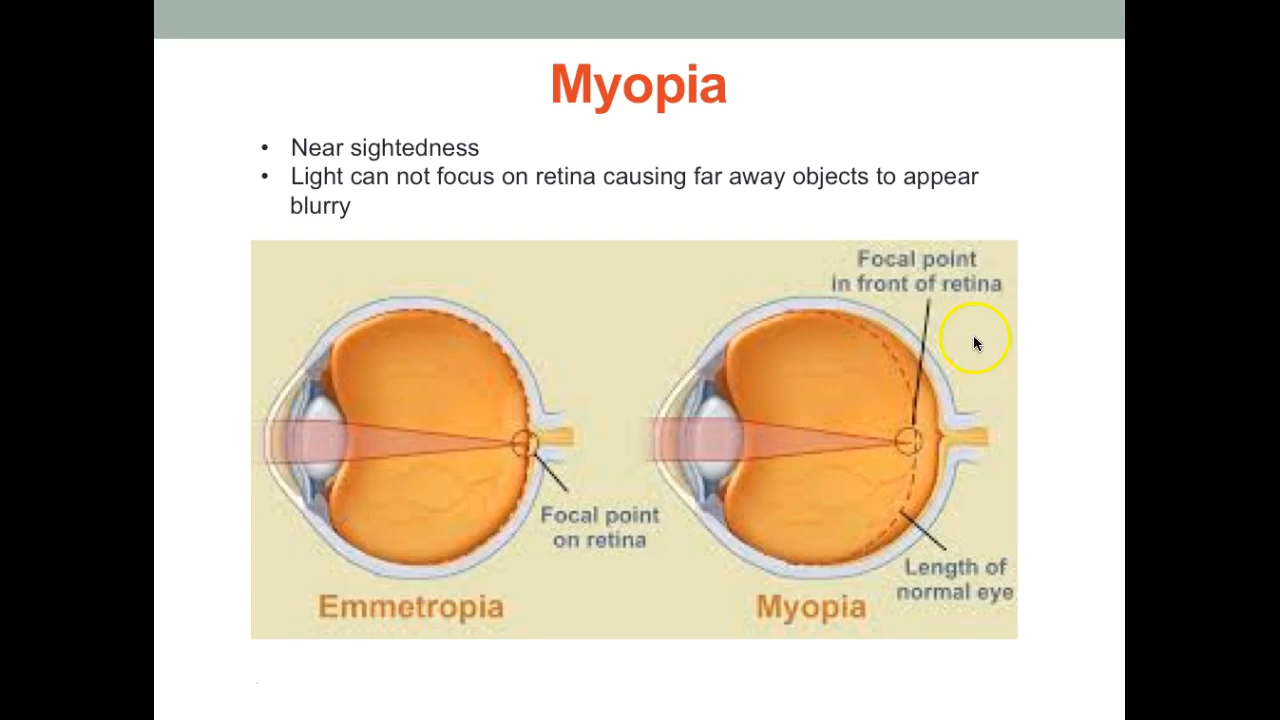 Myopia
• Near sightedness
• Light can not focus on retina causing far away objects to appear
blurry
Focal point
in front of retina
Focal point
on retina
Length of
normal eye
Emmetropia
Myopia